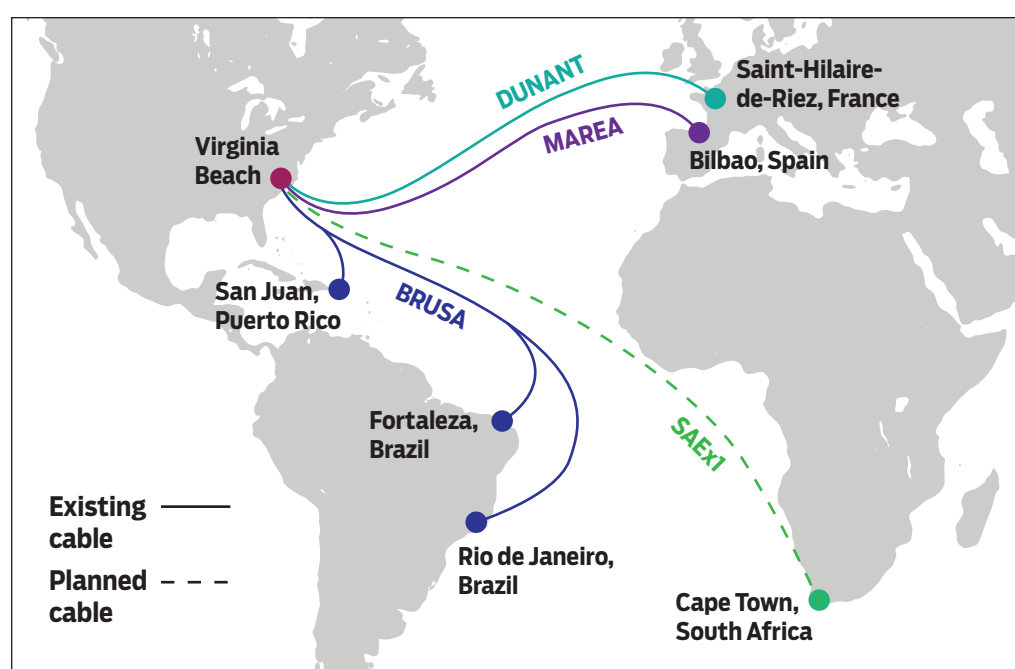 DUNANT
Saint-Hilaire-
de-Riez, France
MAREA
Virginia
Beach
Bilbao, Spain
San Juan,
Puerto Rico
BRUSA
Fortaleza,
Brazil
SAEx1
Existing
cable
Rio de Janeiro,
Brazil
Planned
cable
Cape Town,
South Africa